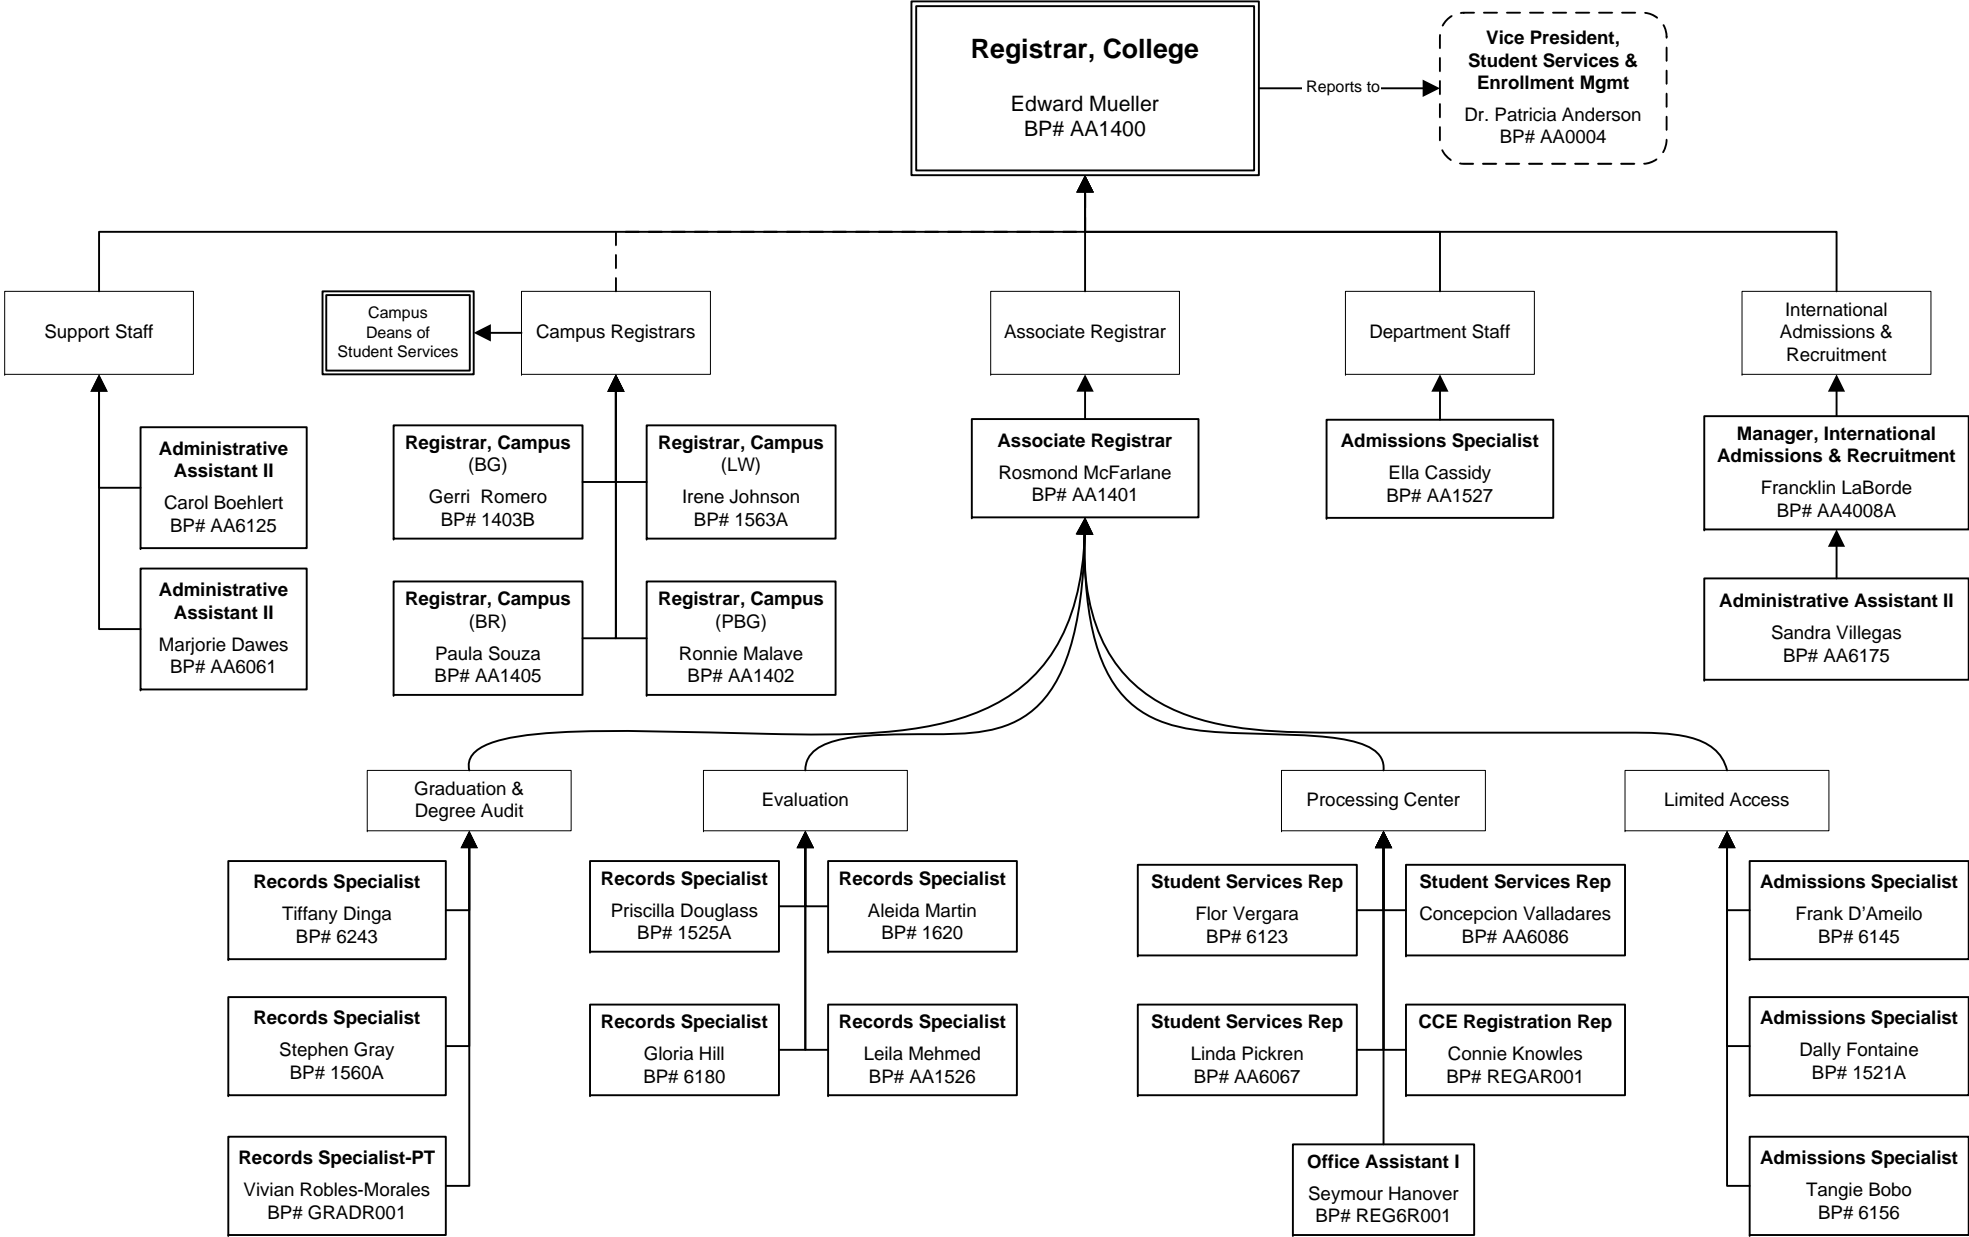 Registrar, College
Edward Mueller
BP# AA1400
Reports to
Vice President,
Student Services &
Enrollment Mgmt
Dr. Patricia Anderson
BP# AA0004
Support Staff
Campus
Deans of
Student Services
Campus Registrars
Associate Registrar
Department Staff
International
Admissions &
Recruitment
Administrative
Assistant II
Carol Boehlert
BP# AA6125
Administrative
Assistant II
Marjorie Dawes
BP# AA6061
Registrar, Campus
(BG)
Gerri Romero
BP# 1403B
Registrar, Campus
(LW)
Irene Johnson
BP# 1563A
Registrar, Campus
(BR)
Paula Souza
BP# AA1405
Registrar, Campus
(PBG)
Ronnie Malave
BP# AA1402
Associate Registrar
Rosmond McFarlane
BP# AA1401
Admissions Specialist
Ella Cassidy
BP# AA1527
Manager, International
Admissions & Recruitment
Francklin LaBorde
BP# AA4008A
Administrative Assistant II
Sandra Villegas
BP# AA6175
Graduation &
Degree Audit
Evaluation
Processing Center
Limited Access
Records Specialist
Tiffany Dinga
BP# 6243
Records Specialist
Stephen Gray
BP# 1560A
Records Specialist-PT
Vivian Robles-Morales
BP# GRADR001
Records Specialist
Priscilla Douglass
BP# 1525A
Records Specialist
Aleida Martin
BP# 1620
Records Specialist
Gloria Hill
BP# 6180
Records Specialist
Leila Mehmed
BP# AA1526
Student Services Rep
Flor Vergara
BP# 6123
Student Services Rep
Concepcion Valladares
BP# AA6086
Student Services Rep
Linda Pickren
BP# AA6067
CCE Registration Rep
Connie Knowles
BP# REGAR001
Office Assistant I
Seymour Hanover
BP# REG6R001
Admissions Specialist
Frank D’Ameilo
BP# 6145
Admissions Specialist
Dally Fontaine
BP# 1521A
Admissions Specialist
Tangie Bobo
BP# 6156